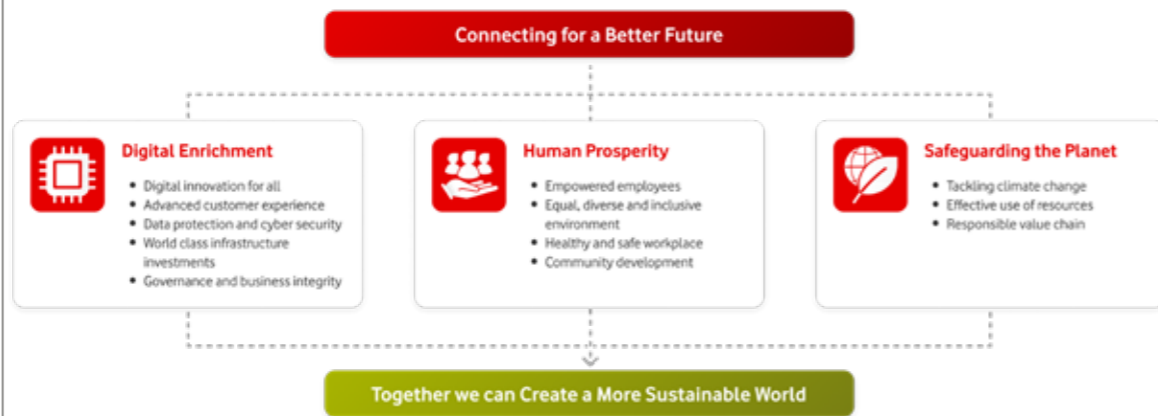 Connecting for a Better Future
Digital Enrichment
• Digital innovation for all
• Advanced customer experience
• Data protection and cyber security
• World class infrastructure
investments
• Governance and business integrity
Human Prosperity
• Empowered employees
• Equal, diverse and inclusive
environment
• Healthy and safe workplace
• Community development
Safeguarding the Planet
• Tackling climate change
• Effective use of resources
• Responsible value chain
Together we can Create a More Sustainable World